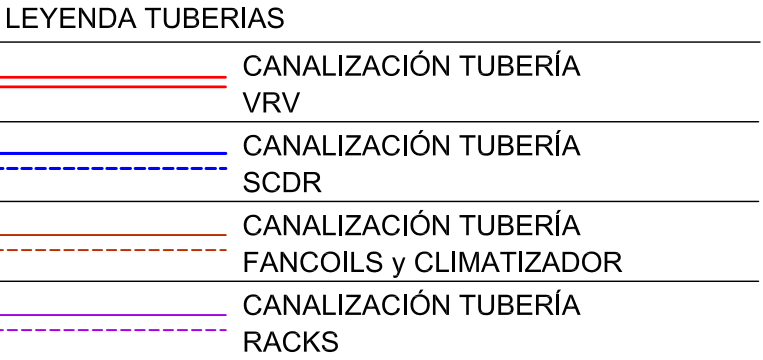 LEYENDA TUBERIAS
CANALIZACIÓN TUBERÍA
VRV
CANALIZACIÓN TUBERÍA
SCDR
CANALIZACIÓN TUBERÍA
FANCOILS y CLIMATIZADOR
CANALIZACIÓN TUBERÍA
RACKS